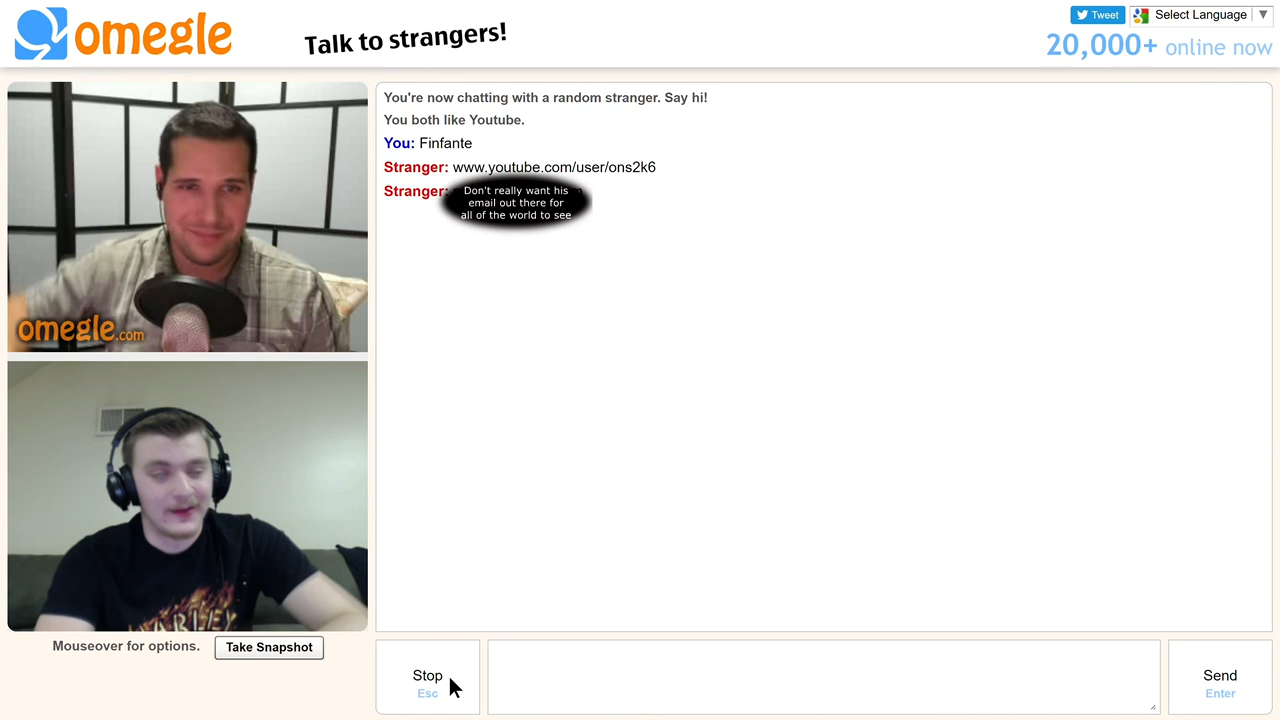 omegle
Talk to strangers!
Tweet
Select Language
20,000+ online now
You're now chatting with a random stranger. Say hi!
You both like Youtube.
You: Finfante
Stranger: www.youtube.com/user/ons2k6
Stranger:
Don't really want his
email out there for
all of the world to see
omegle.com
HARLEY
Mouseover for options.
Take Snapshot
Stop
Esc
Send
Enter